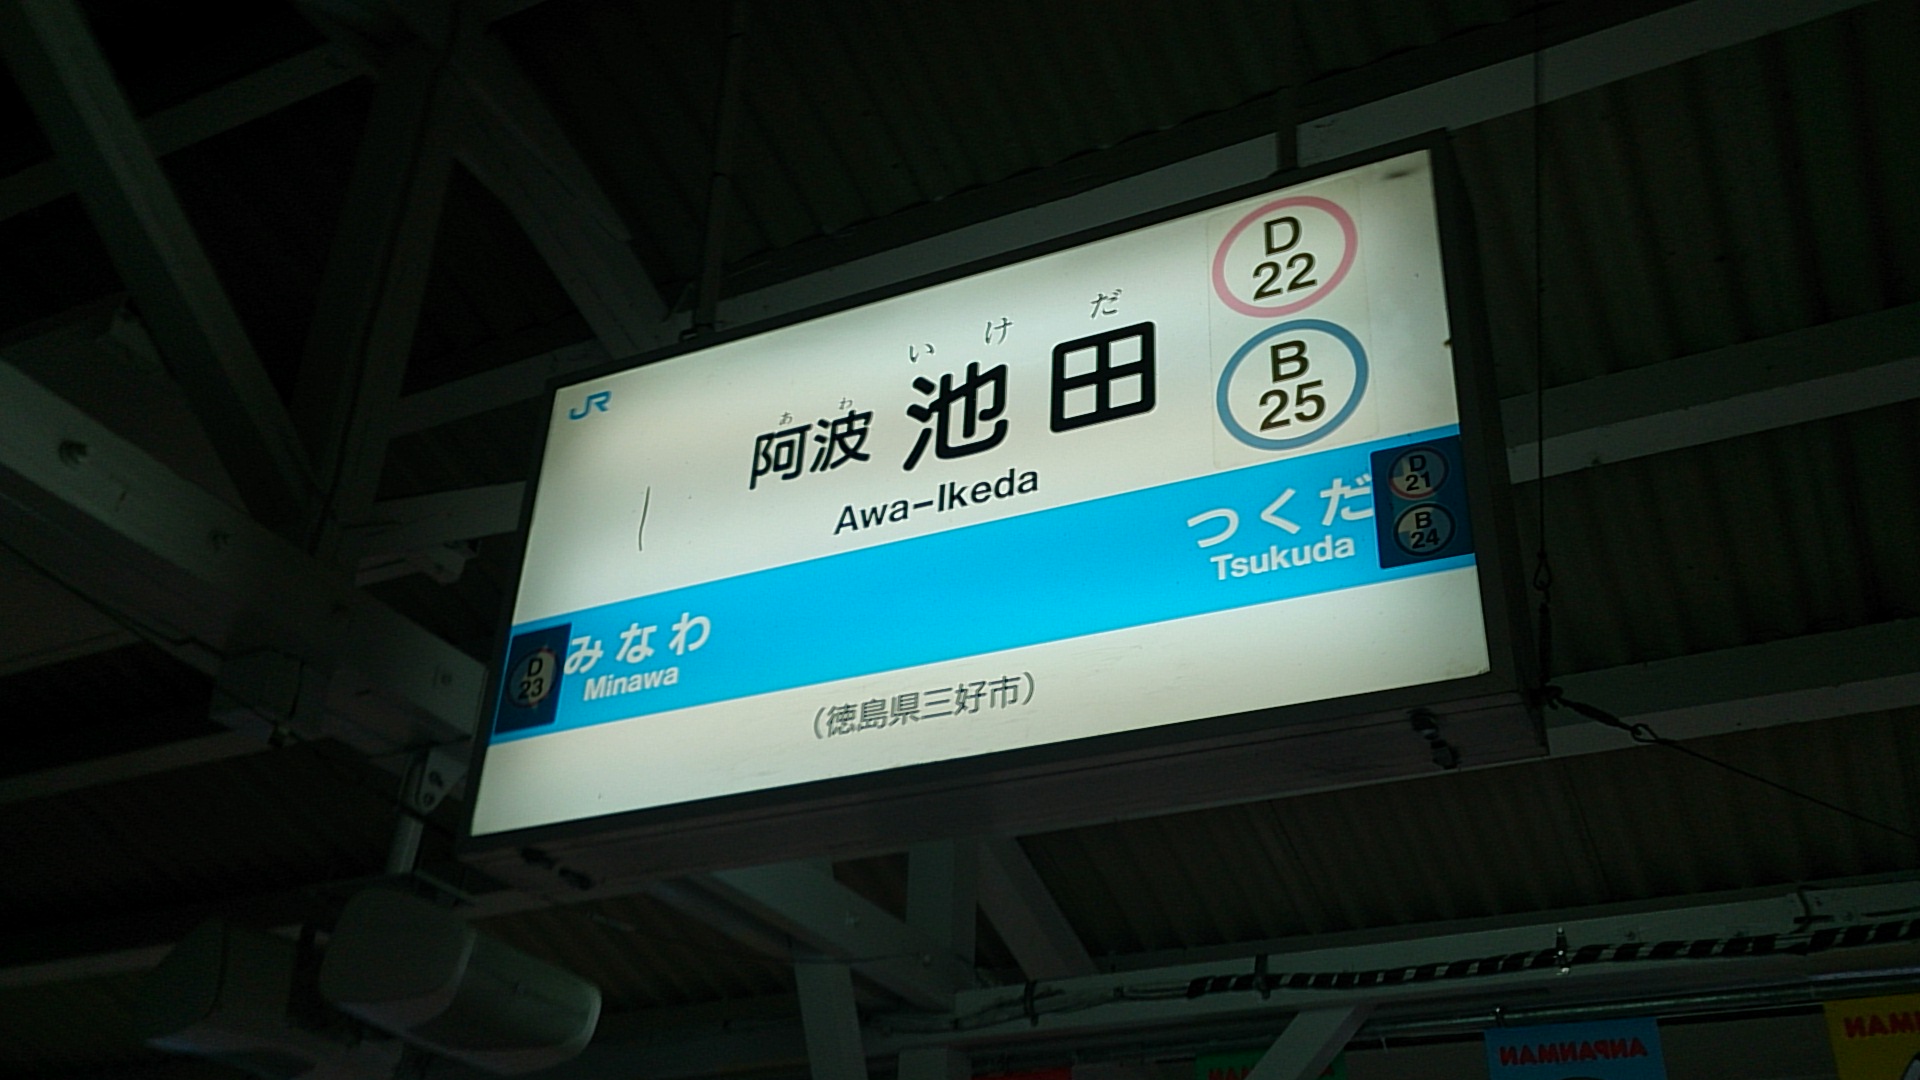 JR
D
22
B
25
い け だ
あ わ
阿波 池田
Awa-Ikeda
つくだ
Tsukuda
D
21
B
24
D
23
みなわ
Minawa
(徳島県三好市)
ANPANMAN